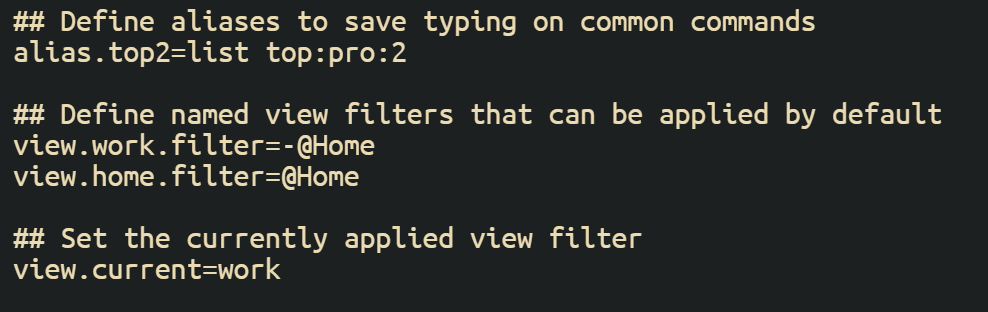 ## Define aliases to save typing on common commands
alias.top2=list top:pro:2
## Define named view filters that can be applied by default
view.work.filter=-@Home
view.home.filter=@Home
## Set the currently applied view filter
view.current=work